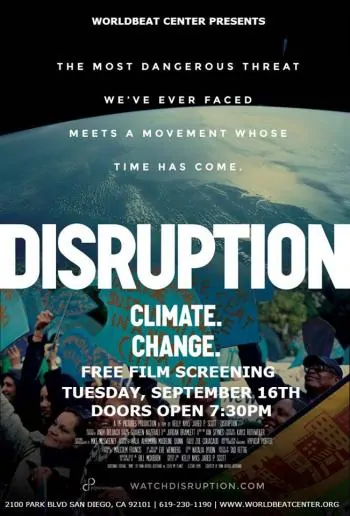 WORLDBEAT CENTER PRESENTS
THE MOST DANGEROUS THREAT
WE'VE EVER FACED
MEETS A MOVEMENT WHOSE
TIME HAS COME.
DISRUPTION
CLIMATE.
CHANGE.
FREE FILM SCREENING
TUESDAY, SEPTEMBER 16TH
DOORS OPEN 7:30PM
WATCHDISRUPTION.COM
2100 PARK BLVD SAN DIEGO, CA 92101 | 619-230-1190 | WWW.WORLDBEATCENTER.ORG